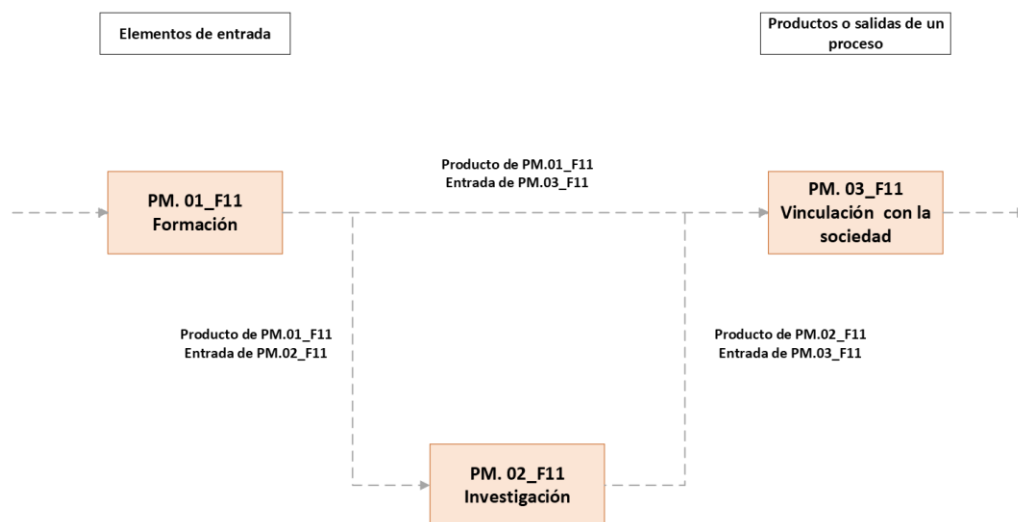 Elementos de entrada
Productos o salidas de un
proceso
Producto de PM.01_F11
Entrada de PM.03_F11
PM. 01_F11
Formación
PM. 03_F11
Vinculación con la
sociedad
Producto de PM.01_F11
Entrada de PM.02_F11
Producto de PM.02_F11
Entrada de PM.03_F11
PM. 02_F11
Investigación